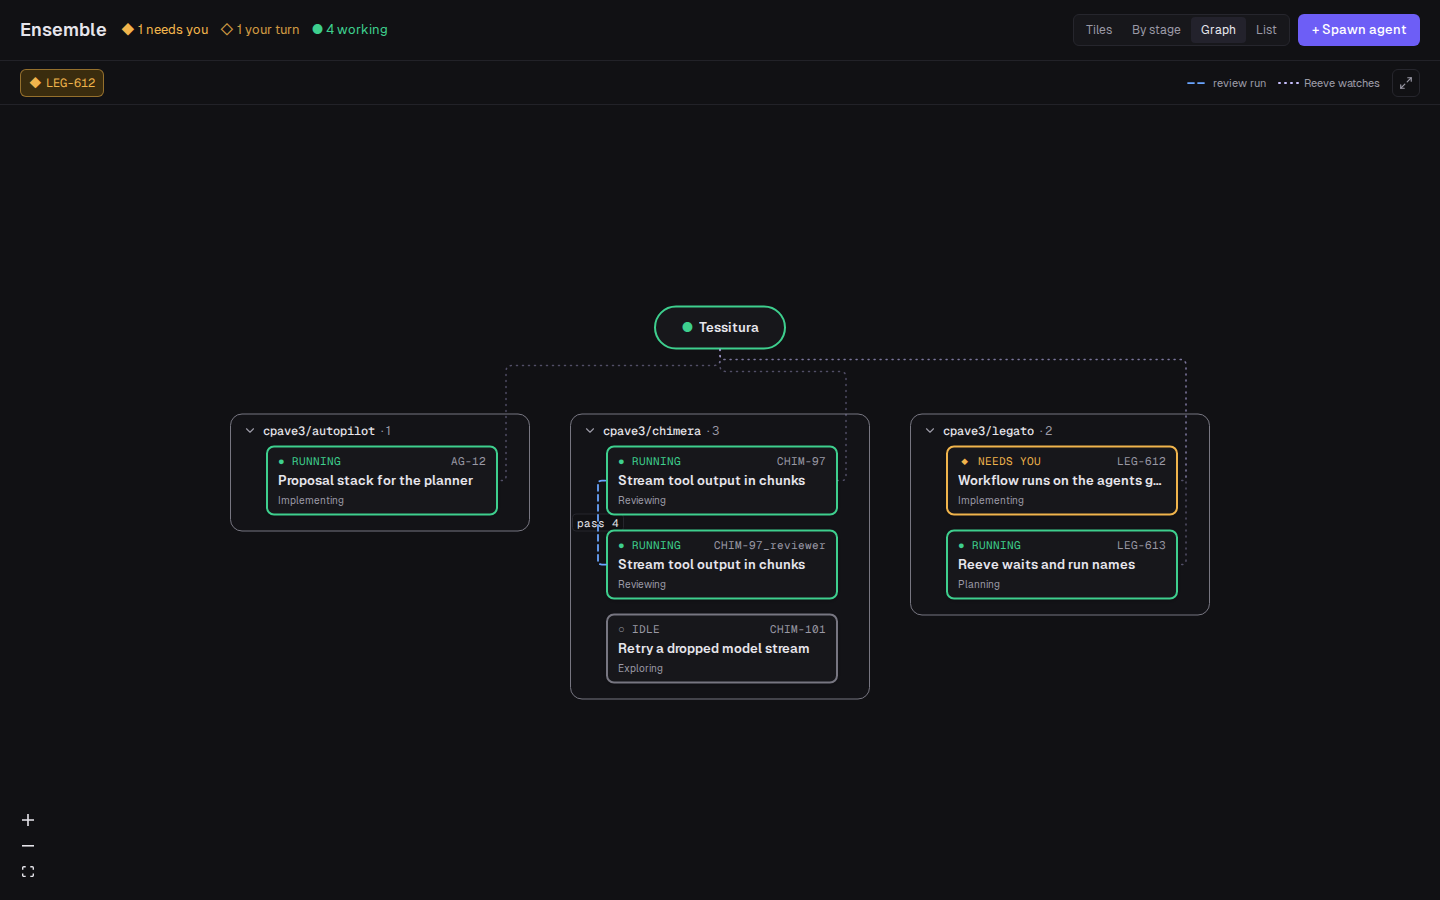 Ensemble
1 needs you
1 your turn
4 working
Tiles
By stage
Graph
List
+ Spawn agent
LEG-612
review run
Reeve watches
Tessitura
cpave3/autopilot · 1
RUNNING
AG-12
Proposal stack for the planner
Implementing
cpave3/chimera · 3
RUNNING
CHIM-97
Stream tool output in chunks
Reviewing
pass 4
RUNNING
CHIM-97_reviewer
Stream tool output in chunks
Reviewing
IDLE
CHIM-101
Retry a dropped model stream
Exploring
cpave3/legato · 2
NEEDS YOU
LEG-612
Workflow runs on the agents g...
Implementing
RUNNING
LEG-613
Reeve waits and run names
Planning